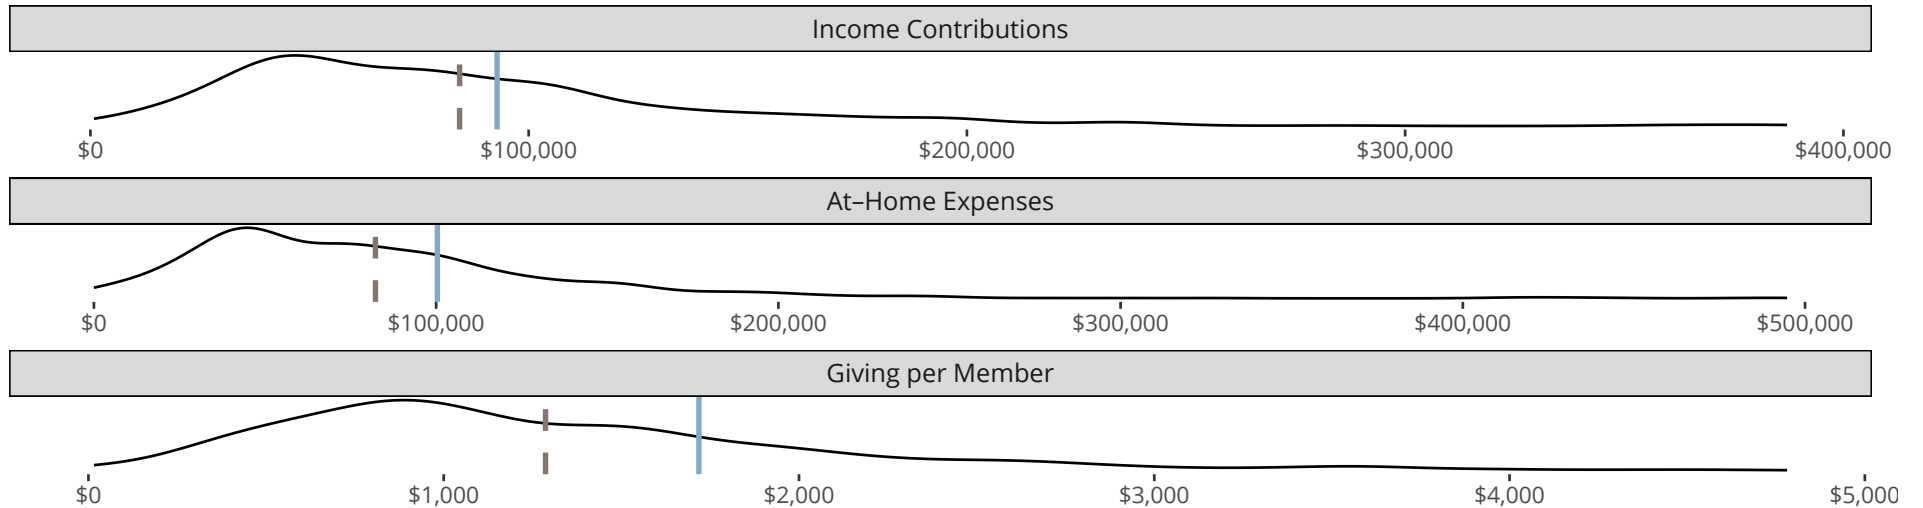 Income Contributions
$0 $100,000 $200,000 $300,000 $400,000
At–Home Expenses
$0 $100,000 $200,000 $300,000 $400,000 $500,000
Giving per Member
$0 $1,000 $2,000 $3,000 $4,000 $5,000